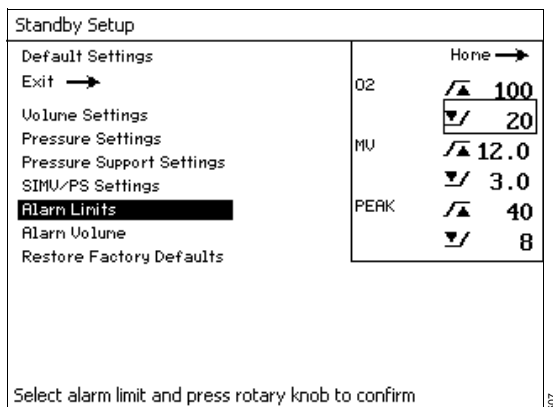 Standby Setup
Default Settings
Exit
Volume Settings
Pressure Settings
Pressure Support Settings
SIMV/PS Settings
Alarm Limits
Alarm Volume
Restore Factory Defaults
Home
O2 100
20
MV 12.0
3.0
PEAK 40
8
Select alarm limit and press rotary knob to confirm